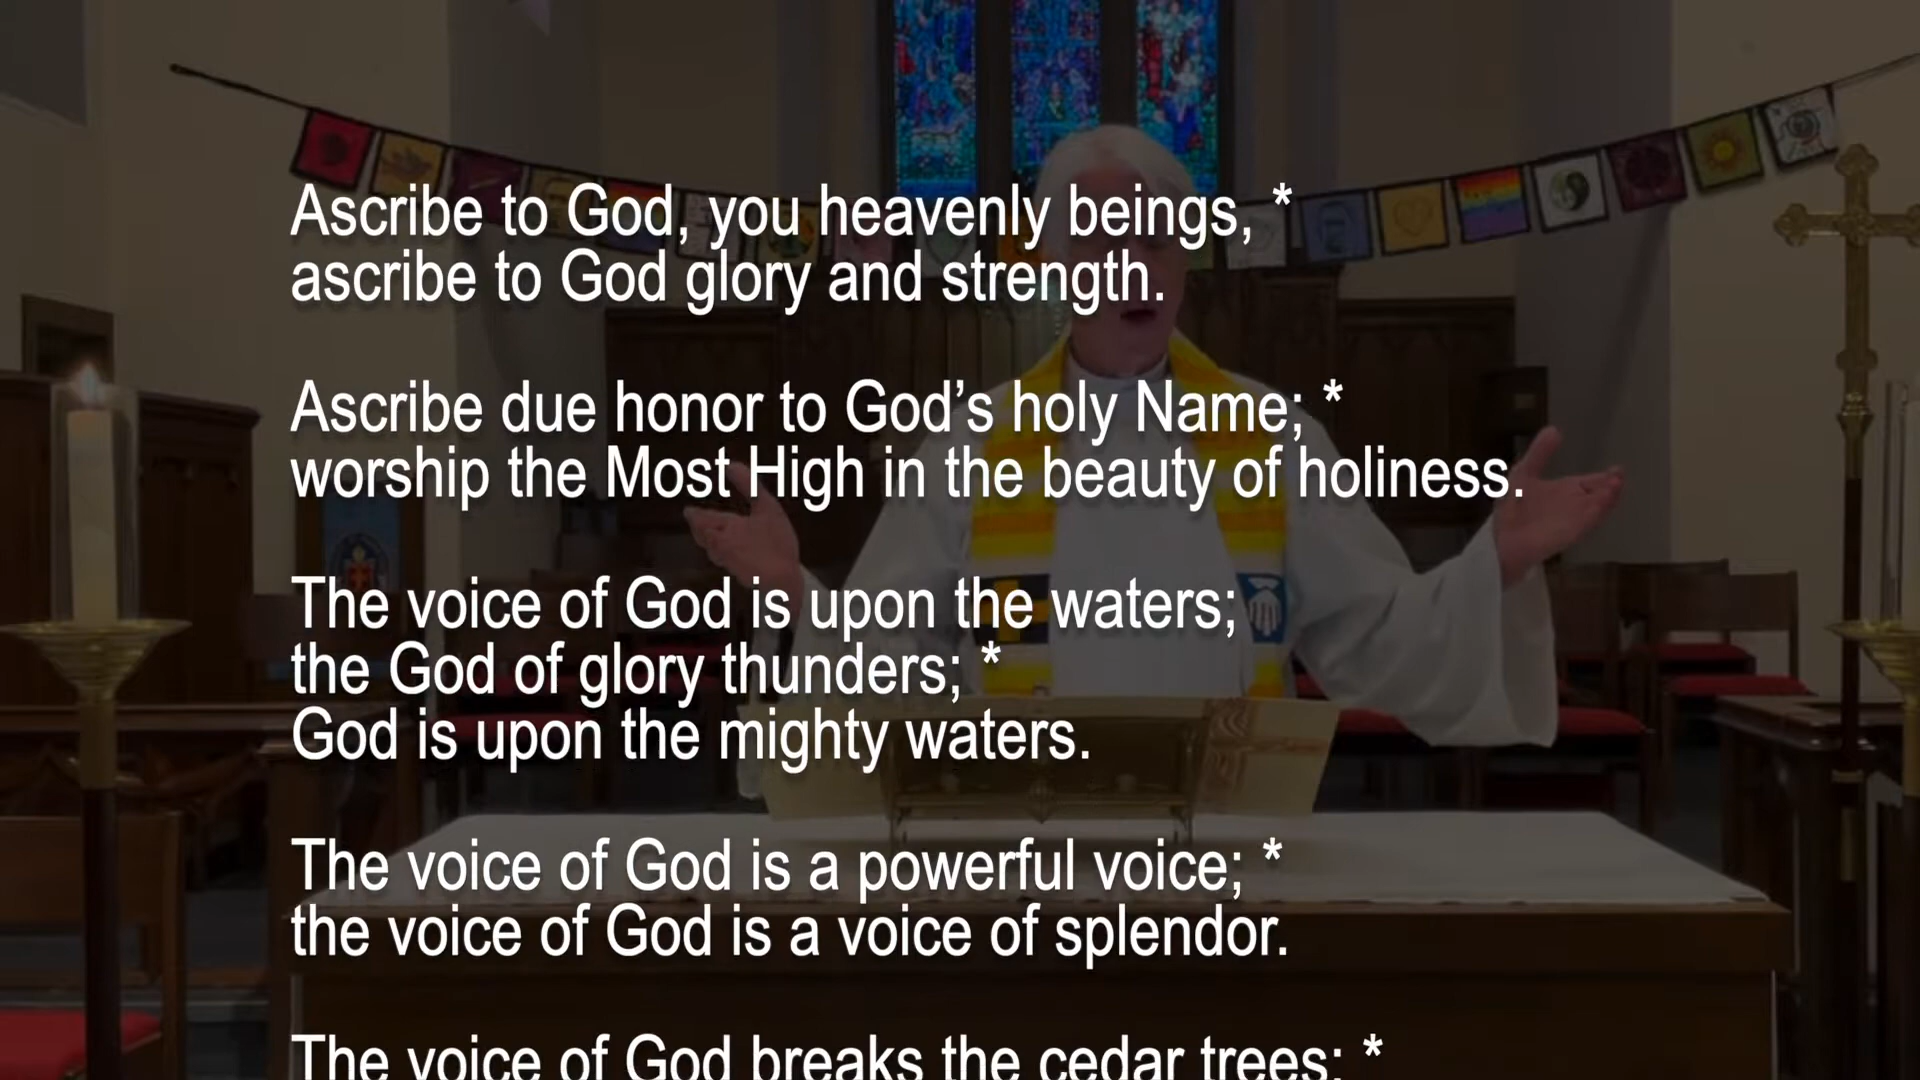 Ascribe to God, you heavenly beings, *
ascribe to God glory and strength.
Ascribe due honor to God’s holy Name; *
worship the Most High in the beauty of holiness.
The voice of God is upon the waters;
the God of glory thunders; *
God is upon the mighty waters.
The voice of God is a powerful voice; *
the voice of God is a voice of splendor.
The voice of God breaks the cedar trees; *